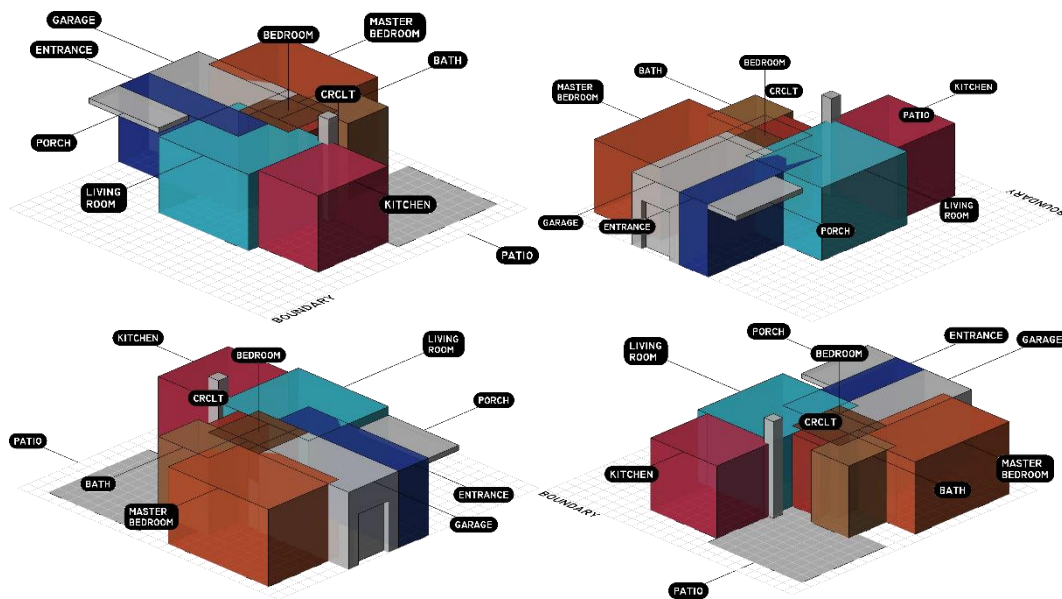 GARAGE
ENTRANCE
BEDROOM
MASTER
BEDROOM
BATH
CRCLT
PORCH
LIVING
ROOM
KITCHEN
PATIO
BOUNDARY
BEDROOM
BATH
MASTER
BEDROOM
CRCLT
KITCHEN
PATIO
GARAGE
ENTRANCE
PORCH
LIVING
ROOM
BOUNDARY
KITCHEN
BEDROOM
LIVING
ROOM
CRCLT
PORCH
PATIO
BATH
MASTER
BEDROOM
ENTRANCE
GARAGE
PORCH
ENTRANCE
LIVING
ROOM
BEDROOM
GARAGE
CRCLT
KITCHEN
MASTER
BEDROOM
BATH
BOUNDARY
PATIO